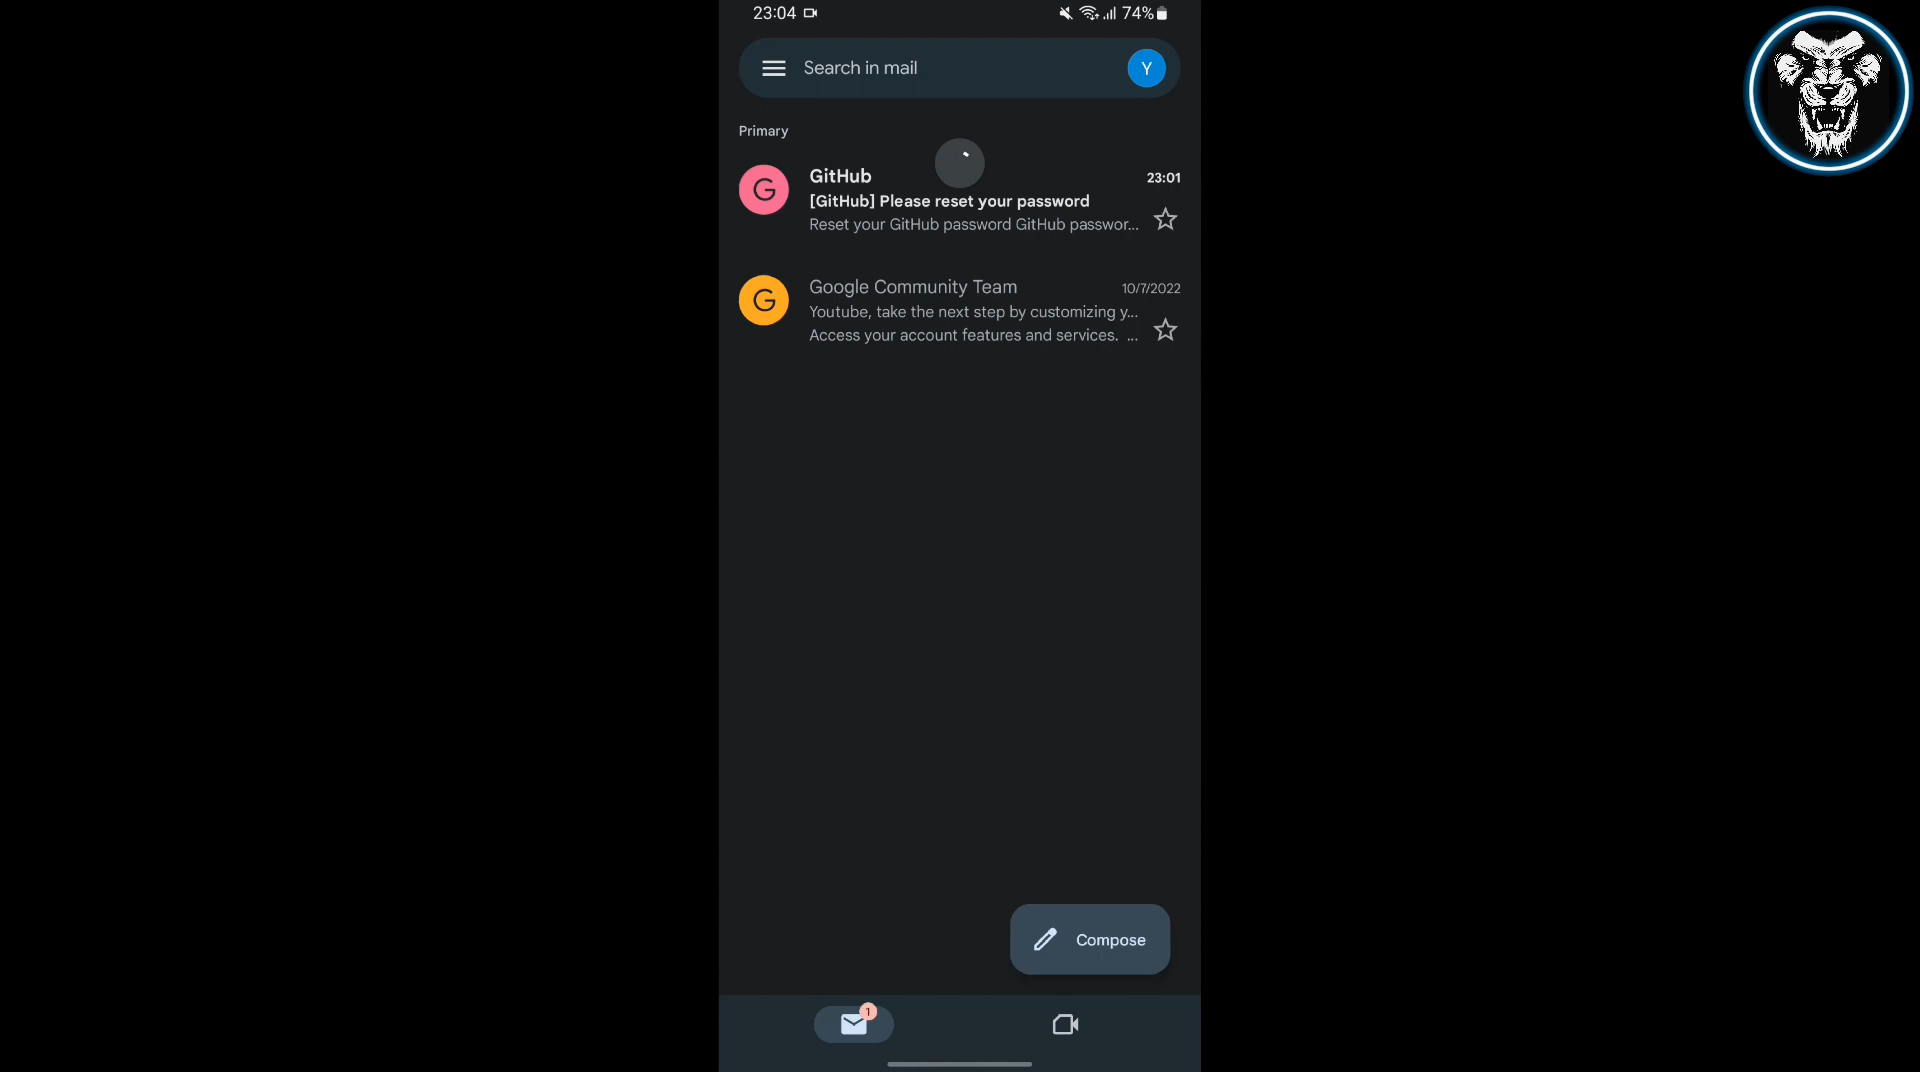 23:04
74%
Search in mail
Y
Primary
G
GitHub
23:01
[GitHub] Please reset your password
Reset your GitHub password GitHub passwor...
G
Google Community Team
10/7/2022
Youtube, take the next step by customizing y...
Access your account features and services. ...
Compose
1